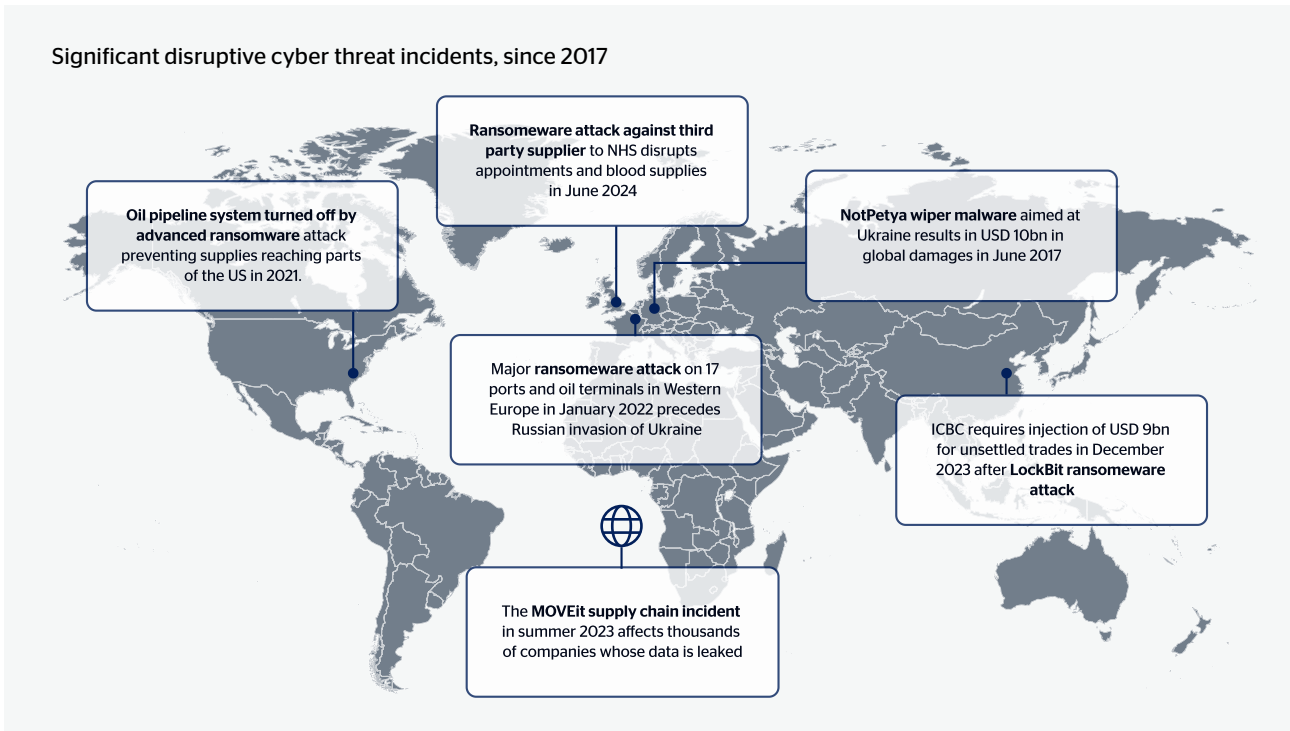 Significant disruptive cyber threat incidents, since 2017
Ransomeware attack against third
party supplier to NHS disrupts
appointments and blood supplies
in June 2024
Oil pipeline system turned off by
advanced ransomware attack
preventing supplies reaching parts
of the US in 2021.
NotPetya wiper malware aimed at
Ukraine results in USD 10bn in
global damages in June 2017
Major ransomeware attack on 17
ports and oil terminals in Western
Europe in January 2022 precedes
Russian invasion of Ukraine
ICBC requires injection of USD 9bn
for unsettled trades in December
2023 after LockBit ransomeware
attack
The MOVEit supply chain incident
in summer 2023 affects thousands
of companies whose data is leaked